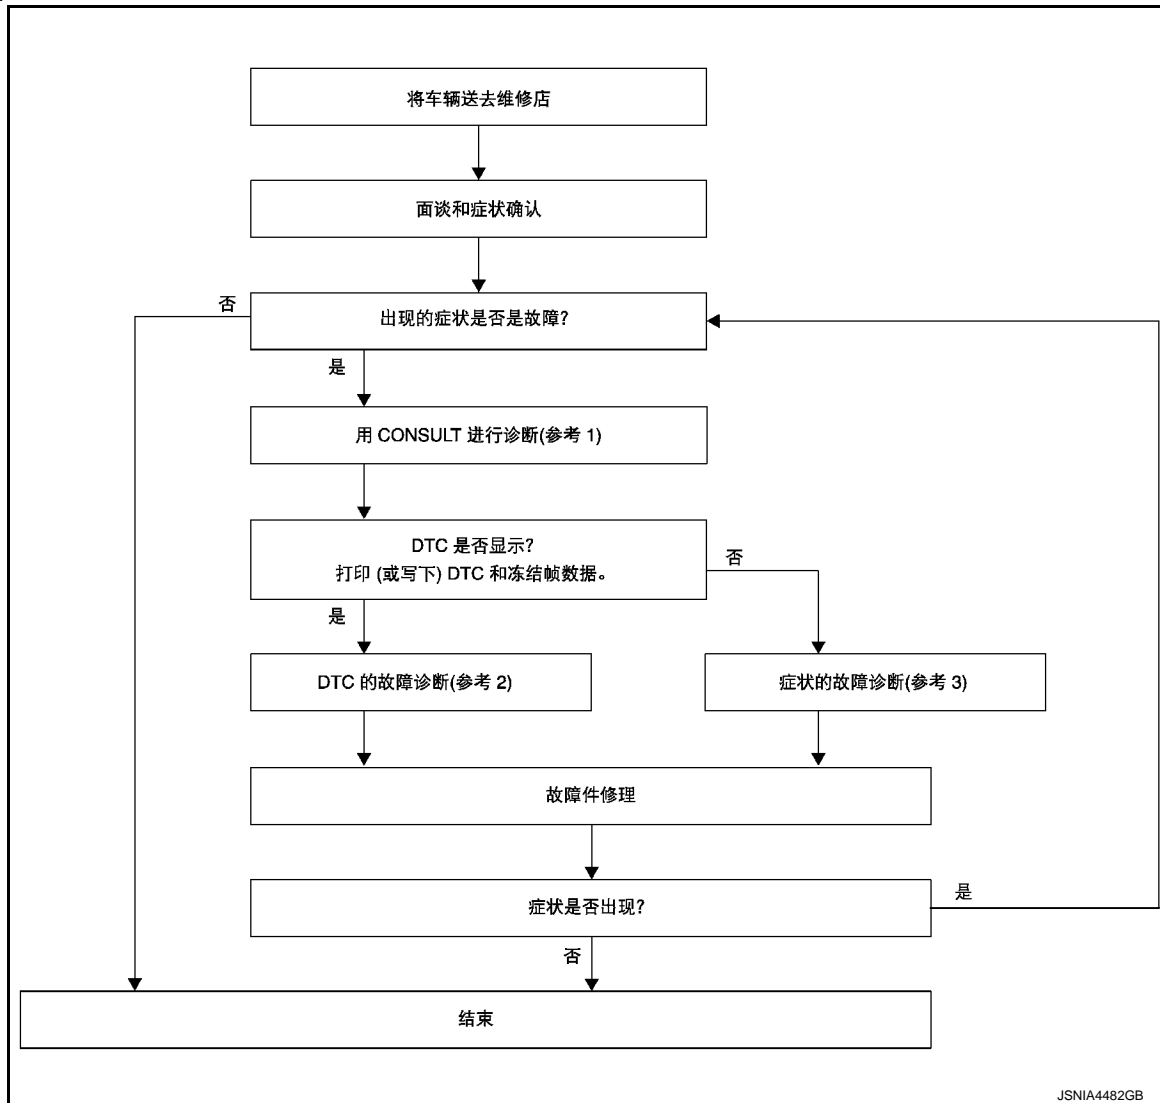 将车辆送去维修店
面谈和症状确认
否
出现的症状是否是故障?
是
用 CONSULT 进行诊断(参考 1)
DTC 是否显示?
打印 (或写下) DTC 和冻结帧数据。
否
是
DTC 的故障诊断(参考 2)
症状的故障诊断(参考 3)
故障件修理
症状是否出现?
是
否
结束
JSNIA4482GB